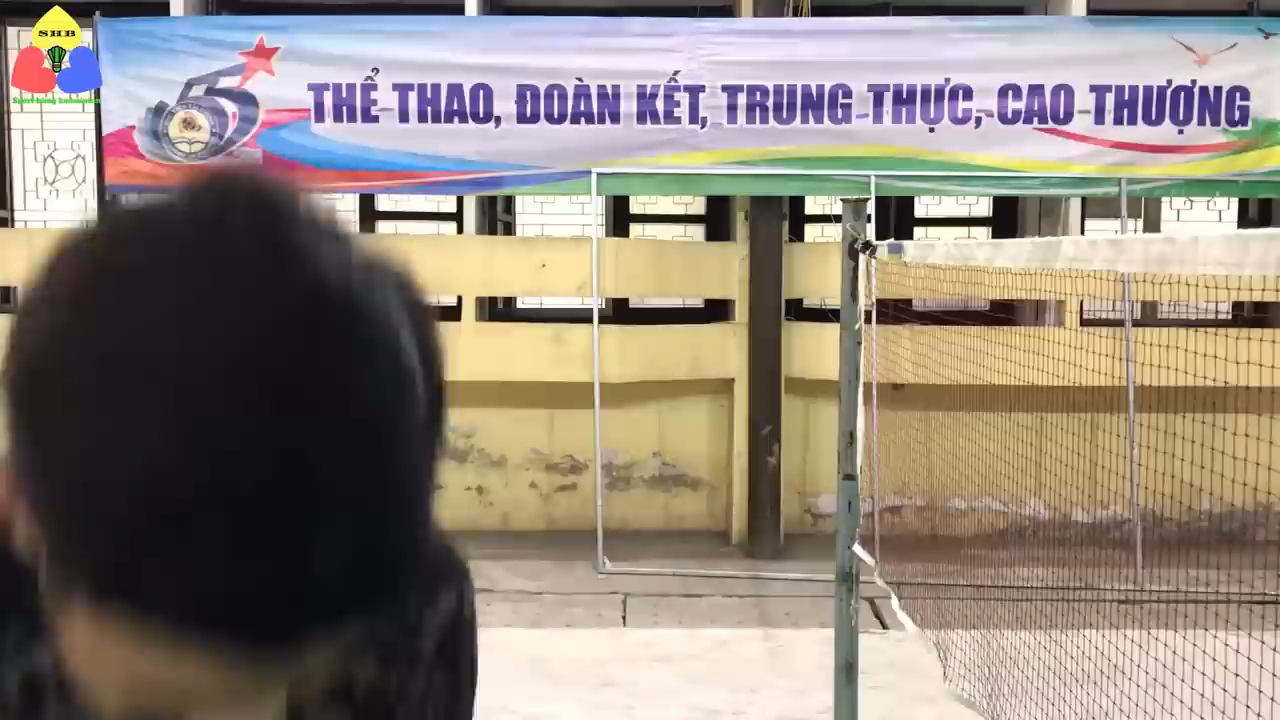 SHB
THỂ THAO, ĐOÀN KẾT, TRUNG THỰC, CAO THƯỢNG